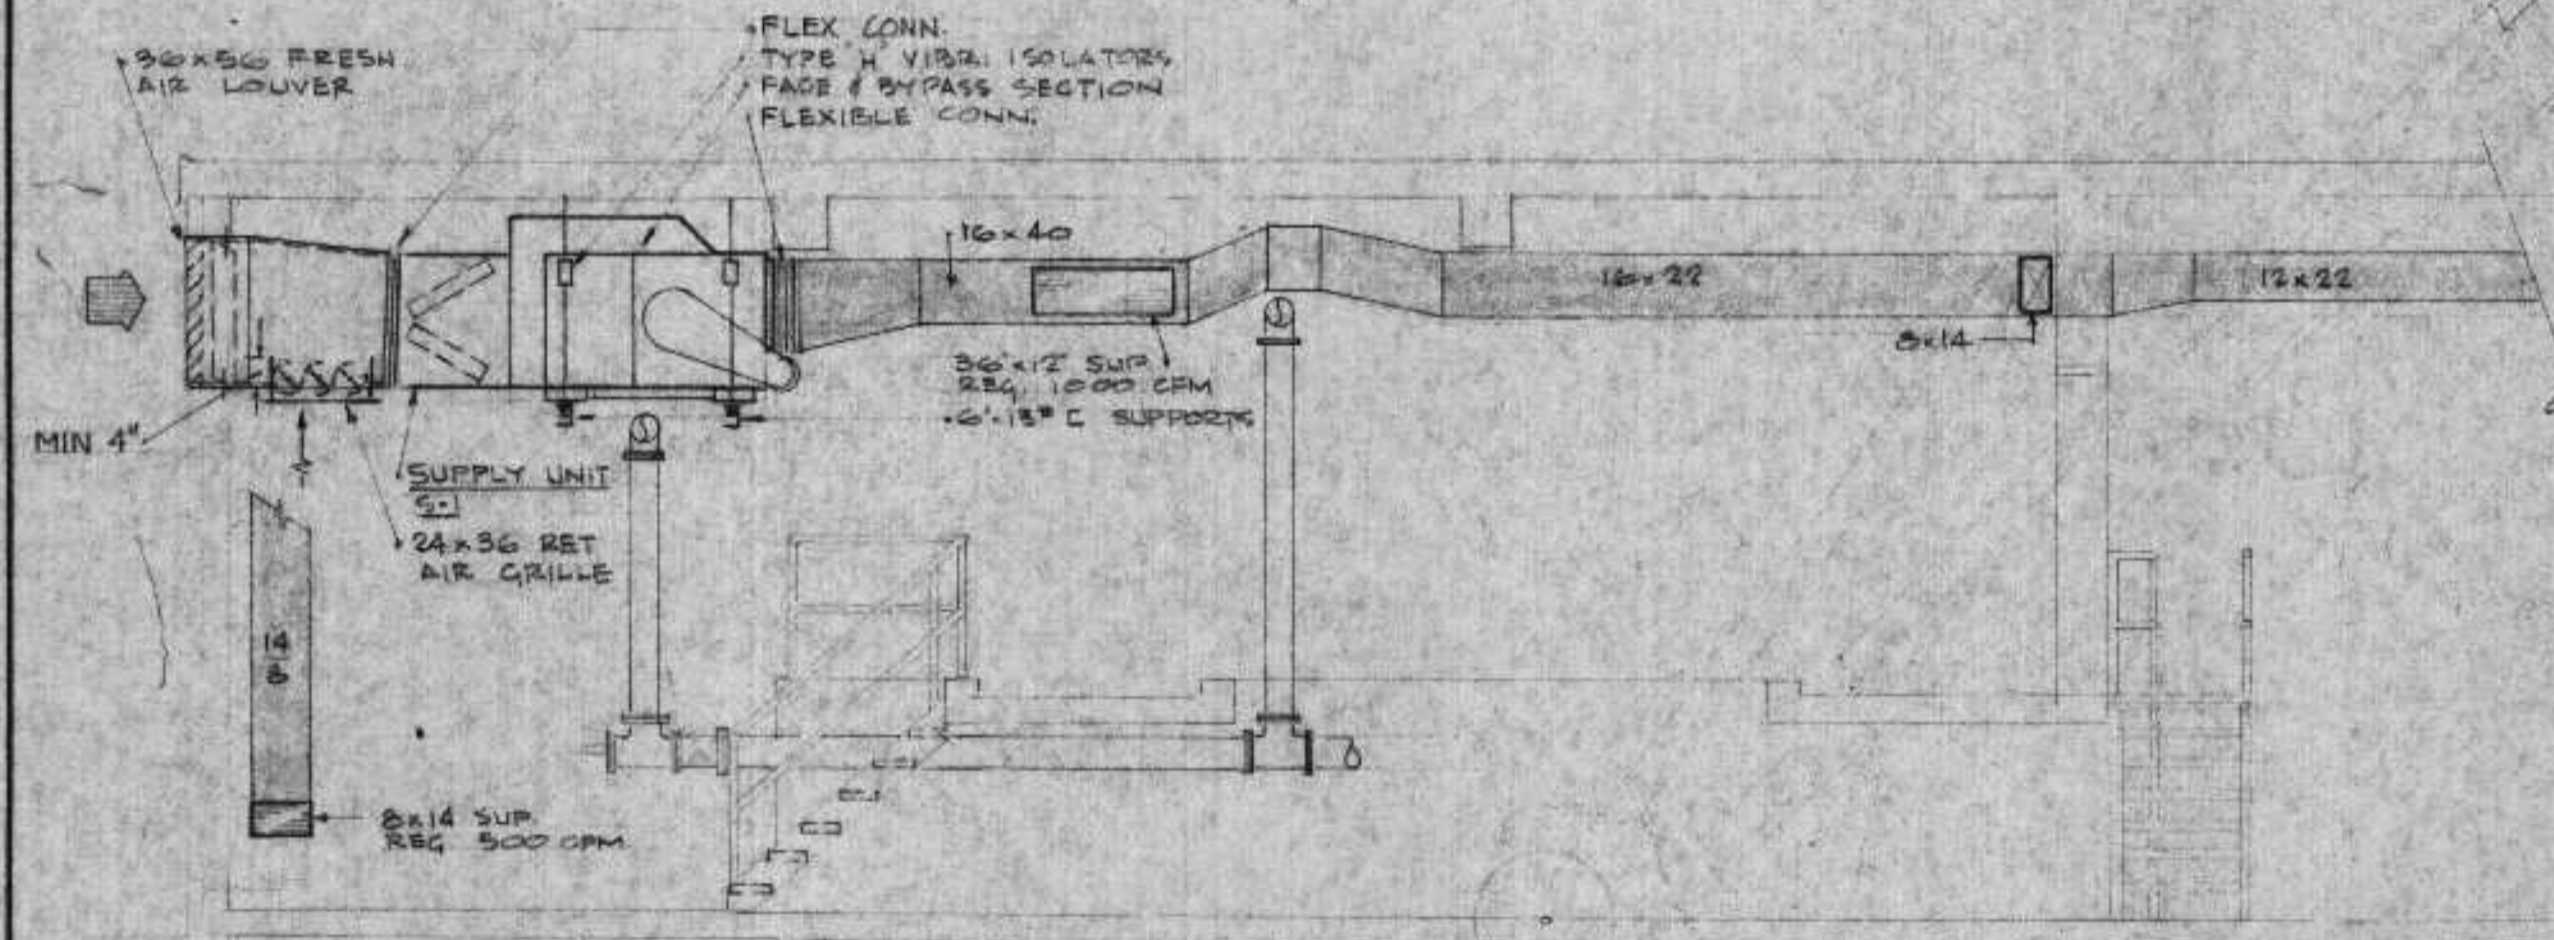 FLEX CONN.
TYPE "H" VIBR. ISOLATORS
FACE & BYPASS SECTION
FLEXIBLE CONN.
36x56 FRESH
AIR LOUVER
16x40
16x22
12x22
8x14
36"x12" SUP.
REG. 1000 CFM
6"-13# [ SUPPORTS
MIN 4"
SUPPLY UNIT
S-1
24x36 RET
AIR GRILLE
14
8
8x14 SUP.
REG 500 CFM